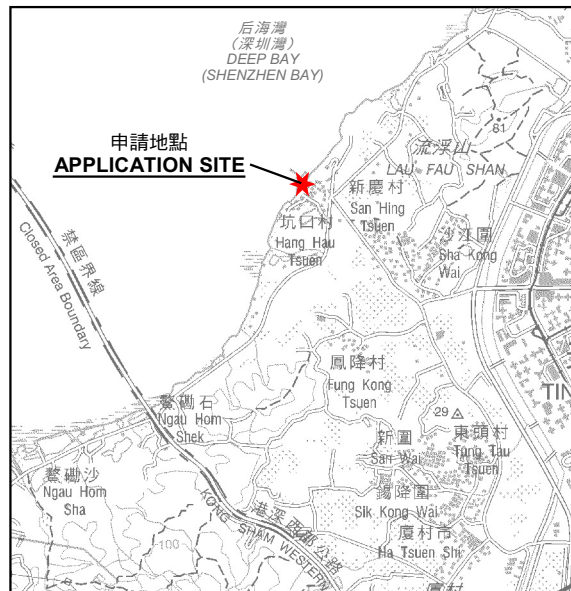 后海灣
(深圳灣)
DEEP BAY
(SHENZHEN BAY)
申請地點
APPLICATION SITE
81
流浮山
LAU FAU SHAN
新慶村
San Hing
Tsuen
坑口村
Hang Hau
Tsuen
沙江圍
Sha Kong
Wai
禁區界線
Closed Area Boundary
鳳降村
Fung Kong
Tsuen
TIN
鰲磡石
Ngau Hom
Shek
29
新圍
San Wai
東頭村
Tung Tau
Tsuen
鰲磡沙
Ngau Hom
Sha
錫降圍
Sik Kong Wai
港深西部公路
KONG SHAM WESTERN
廈村市
Ha Tsuen Shi
100